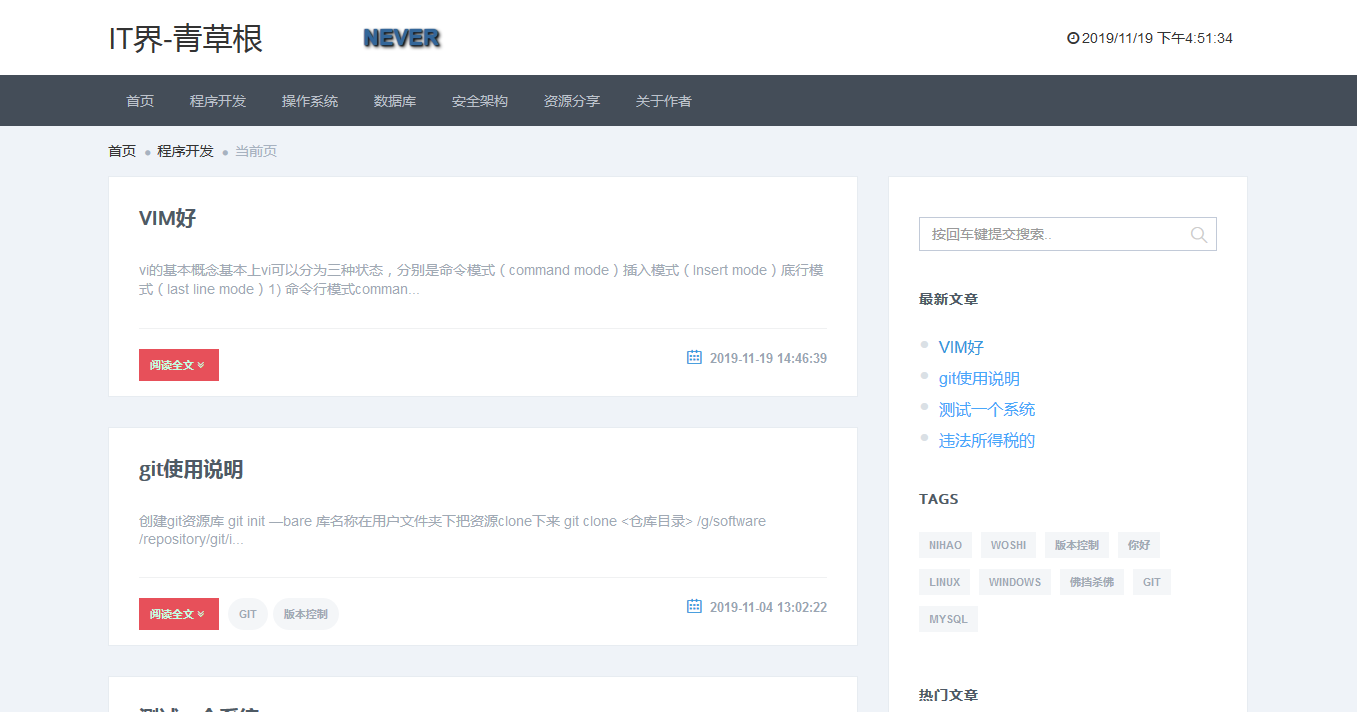 IT界-青草根
NEVER
2019/11/19 下午4:51:34
首页 程序开发 操作系统 数据库 安全架构 资源分享 关于作者
首页 程序开发 当前页
VIM好
vi的基本概念基本上vi可以分为三种状态，分别是命令模式（command mode）插入模式（Insert mode）底行模
式（last line mode）1) 命令行模式comman...
阅读全文
2019-11-19 14:46:39
git使用说明
创建git资源库 git init —bare 库名称在用户文件夹下把资源clone下来 git clone <仓库目录> /g/software
/repository/git/i...
阅读全文 GIT 版本控制
2019-11-04 13:02:22
测试一个系统
按回车键提交搜索..
最新文章
VIM好
git使用说明
测试一个系统
违法所得税的
TAGS
NIHAO WOSHI 版本控制 你好
LINUX WINDOWS 佛挡杀佛 GIT
MYSQL
热门文章